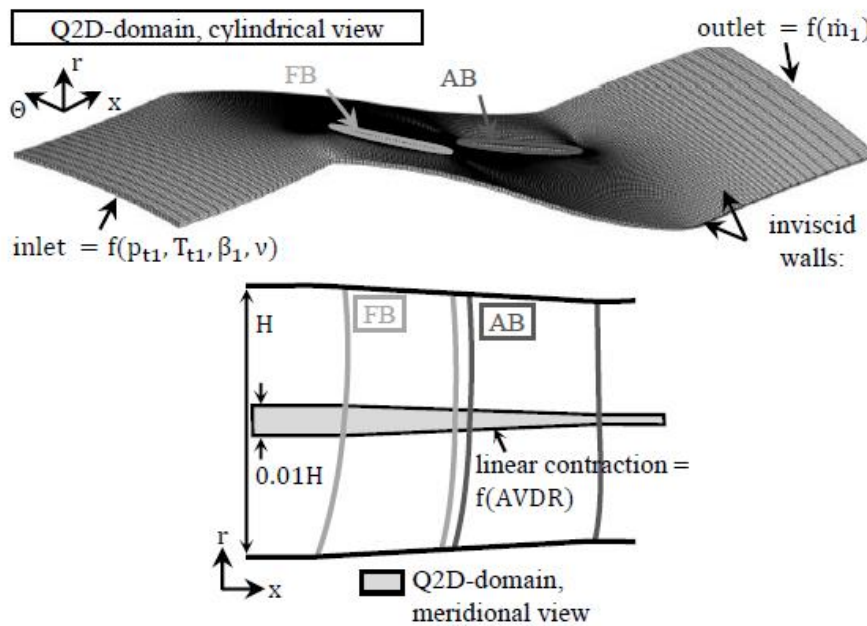 Q2D-domain, cylindrical view
outlet = f(ṁ₁)
r
Θ
x
FB
AB
inlet = f(pₜ₁, Tₜ₁, β₁, ν)
inviscid
walls:
H
FB
AB
0.01H
linear contraction =
f(AVDR)
r
x
Q2D-domain,
meridional view